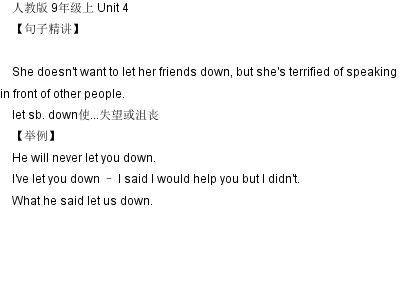 人教版 9年级上 Unit 4
【句子精讲】
She doesn't want to let her friends down, but she's terrified of speaking
in front of other people.
let sb. down使...失望或沮丧
【举例】
He will never let you down.
I've let you down – I said I would help you but I didn't.
What he said let us down.